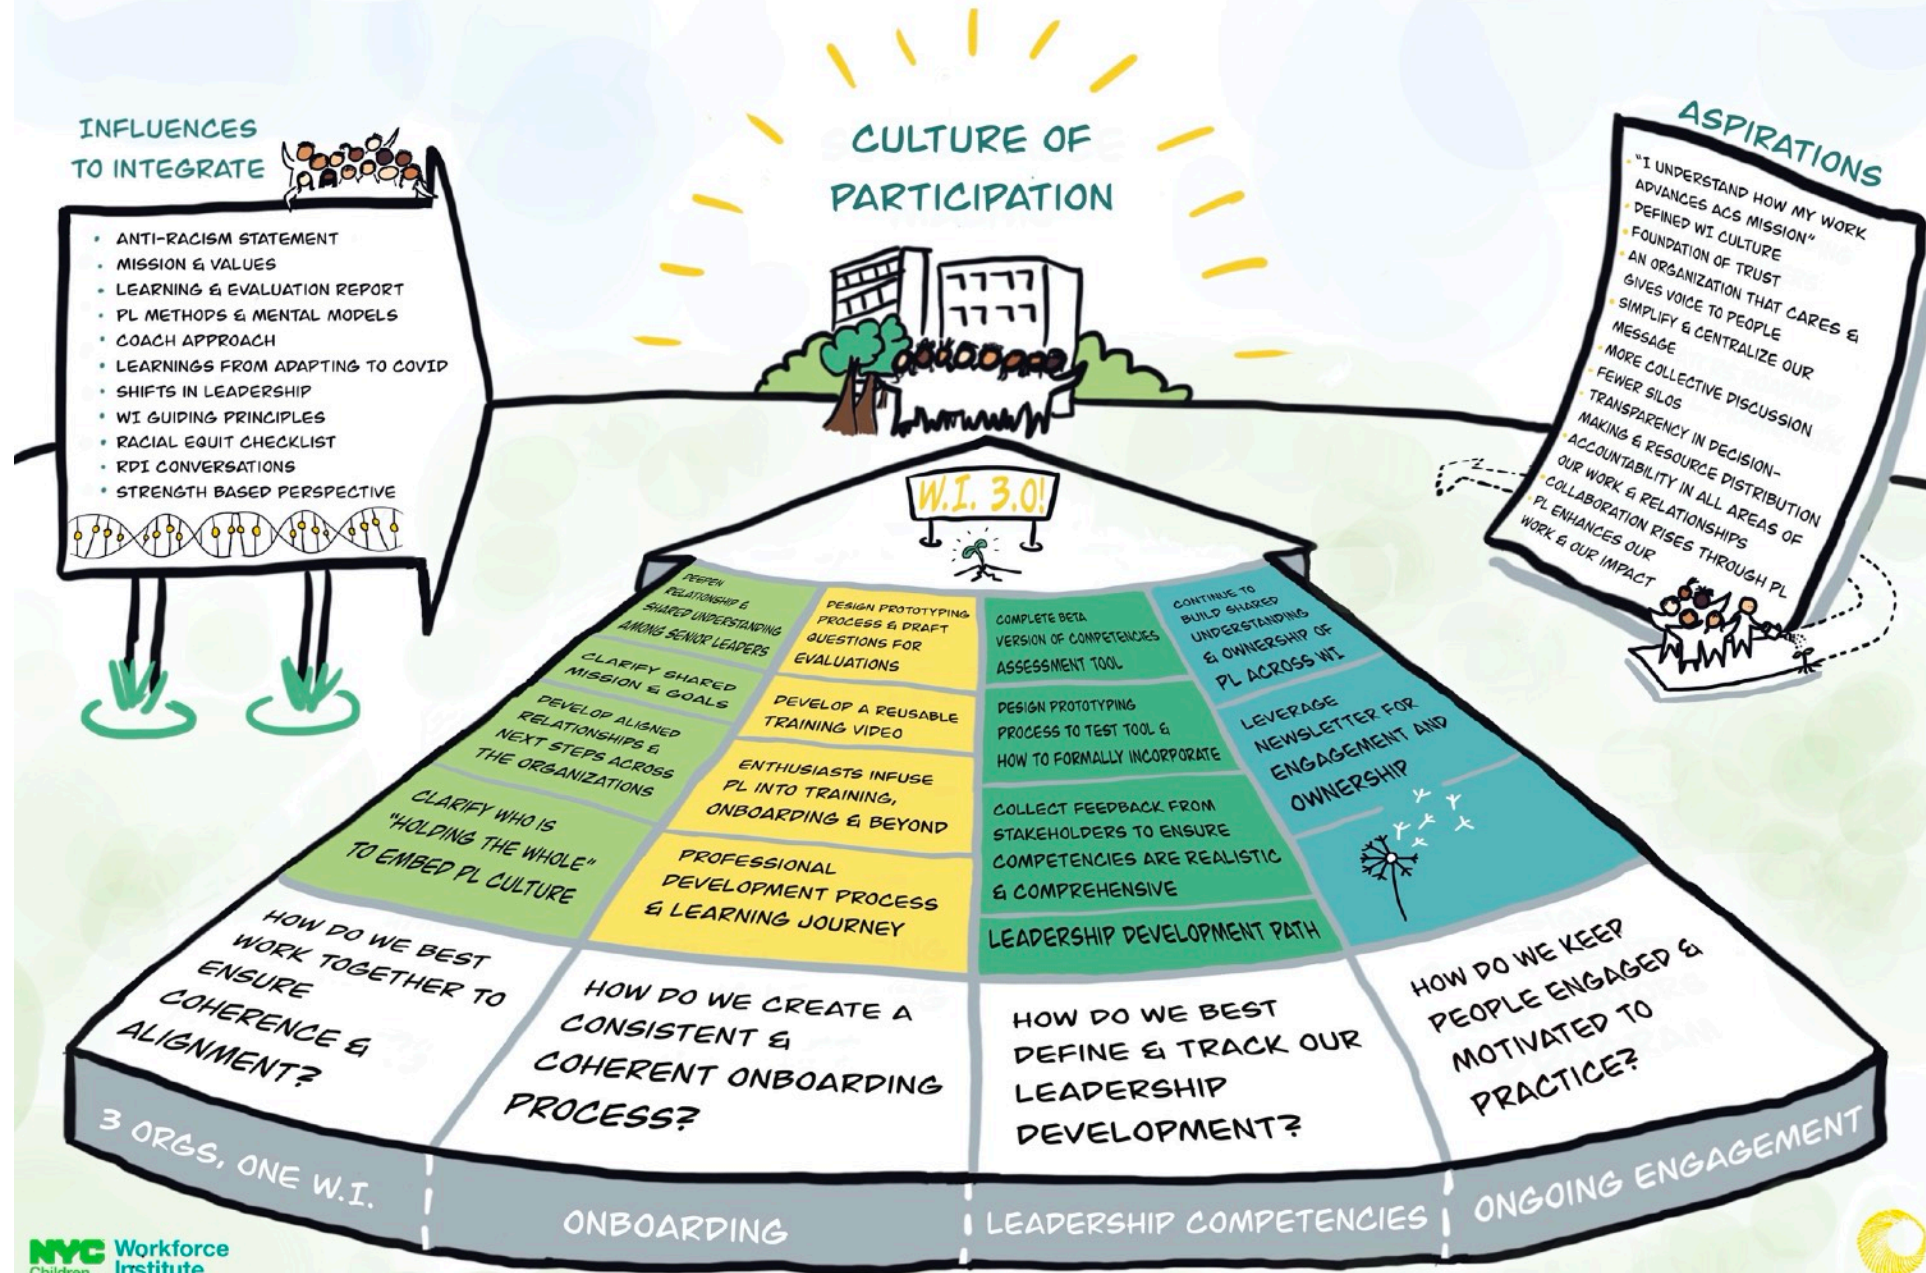 INFLUENCES
TO INTEGRATE
• ANTI-RACISM STATEMENT
• MISSION & VALUES
• LEARNING & EVALUATION REPORT
• PL METHODS & MENTAL MODELS
• COACH APPROACH
• LEARNINGS FROM ADAPTING TO COVID
• SHIFTS IN LEADERSHIP
• WI GUIDING PRINCIPLES
• RACIAL EQUIT CHECKLIST
• RDI CONVERSATIONS
• STRENGTH BASED PERSPECTIVE
CULTURE OF
PARTICIPATION
ASPIRATIONS
• "I UNDERSTAND HOW MY WORK
ADVANCES ACS MISSION"
• DEFINED WI CULTURE
• FOUNDATION OF TRUST
• AN ORGANIZATION THAT CARES &
GIVES VOICE TO PEOPLE
• SIMPLIFY & CENTRALIZE OUR
MESSAGE
• MORE COLLECTIVE DISCUSSION
• FEWER SILOS
• TRANSPARENCY IN DECISION-
MAKING & RESOURCE DISTRIBUTION
• ACCOUNTABILITY IN ALL AREAS OF
OUR WORK & RELATIONSHIPS
• COLLABORATION RISES THROUGH PL
• PL ENHANCES OUR
WORK & OUR IMPACT
W.I. 3.0!
DEEPEN
RELATIONSHIP &
SHARED UNDERSTANDING
AMONG SENIOR LEADERS
CLARIFY SHARED
MISSION & GOALS
DEVELOP ALIGNED
RELATIONSHIPS &
NEXT STEPS ACROSS
THE ORGANIZATIONS
CLARIFY WHO IS
"HOLDING THE WHOLE"
TO EMBED PL CULTURE
HOW DO WE BEST
WORK TOGETHER TO
ENSURE
COHERENCE &
ALIGNMENT?
3 ORGS, ONE W.I.
DESIGN PROTOTYPING
PROCESS & DRAFT
QUESTIONS FOR
EVALUATIONS
DEVELOP A REUSABLE
TRAINING VIDEO
ENTHUSIASTS INFUSE
PL INTO TRAINING,
ONBOARDING & BEYOND
PROFESSIONAL
DEVELOPMENT PROCESS
& LEARNING JOURNEY
HOW DO WE CREATE A
CONSISTENT &
COHERENT ONBOARDING
PROCESS?
ONBOARDING
COMPLETE BETA
VERSION OF COMPETENCIES
ASSESSMENT TOOL
DESIGN PROTOTYPING
PROCESS TO TEST TOOL &
HOW TO FORMALLY INCORPORATE
COLLECT FEEDBACK FROM
STAKEHOLDERS TO ENSURE
COMPETENCIES ARE REALISTIC
& COMPREHENSIVE
LEADERSHIP DEVELOPMENT PATH
HOW DO WE BEST
DEFINE & TRACK OUR
LEADERSHIP
DEVELOPMENT?
LEADERSHIP COMPETENCIES
CONTINUE TO
BUILD SHARED
UNDERSTANDING
& OWNERSHIP OF
PL ACROSS WI
LEVERAGE
NEWSLETTER FOR
ENGAGEMENT AND
OWNERSHIP
HOW DO WE KEEP
PEOPLE ENGAGED &
MOTIVATED TO
PRACTICE?
ONGOING ENGAGEMENT
NYC Workforce
Children Institute